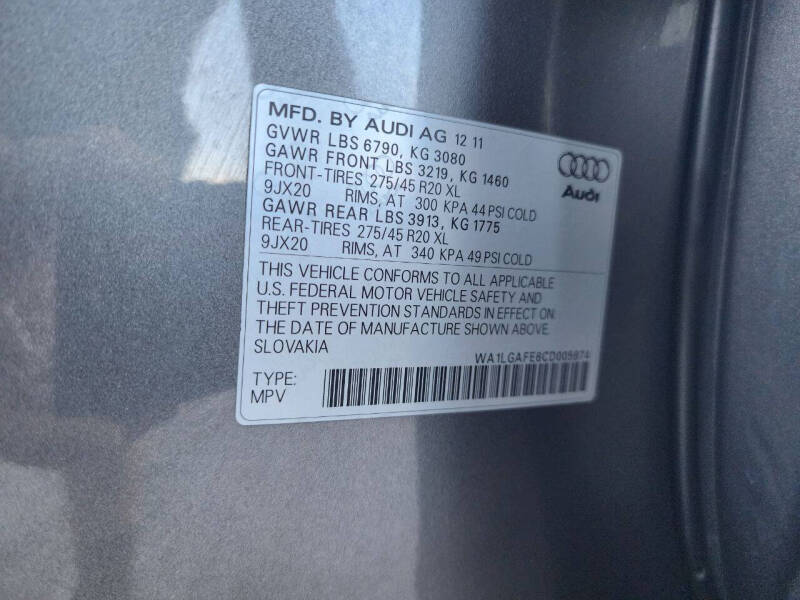 MFD. BY AUDI AG 12 11
GVWR LBS 6790, KG 3080
GAWR FRONT LBS 3219, KG 1460
FRONT-TIRES 275/45 R20 XL
9JX20 RIMS, AT 300 KPA 44 PSI COLD
GAWR REAR LBS 3913, KG 1775
REAR-TIRES 275/45 R20 XL
9JX20 RIMS, AT 340 KPA 49 PSI COLD
Audi
THIS VEHICLE CONFORMS TO ALL APPLICABLE
U.S. FEDERAL MOTOR VEHICLE SAFETY AND
THEFT PREVENTION STANDARDS IN EFFECT ON
THE DATE OF MANUFACTURE SHOWN ABOVE.
SLOVAKIA
WA1LGAFE8CD005974
TYPE:
MPV